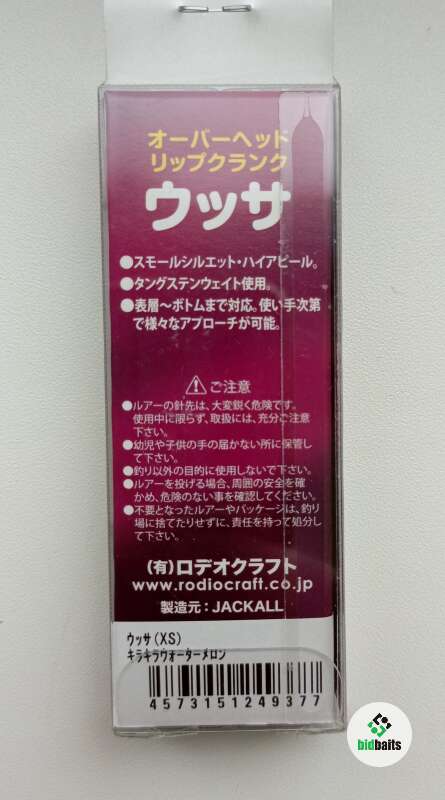 オーバーヘッド
リップクランク
ウッサ
●スモールシルエット・ハイアピール。
●タングステンウェイト使用。
●表層〜ボトムまで対応。使い手次第
で様々なアプローチが可能。
⚠ご注意
●ルアーの針先は、大変鋭く危険です。
使用中に限らず、取扱には、充分ご注意
下さい。
●幼児や子供の手の届かない所に保管し
て下さい。
●釣り以外の目的に使用しないで下さい。
●ルアーを投げる場合、周囲の安全を確
かめ、危険のない事を確認してください。
●不要となったルアーやパッケージは、釣り
場に捨てたりせずに、責任を持って処分し
て下さい。
(有)ロデオクラフト
www.rodiocraft.co.jp
製造元：JACKALL
ウッサ(XS)
キラキラウォーターメロン
4573151249377
bidbaits